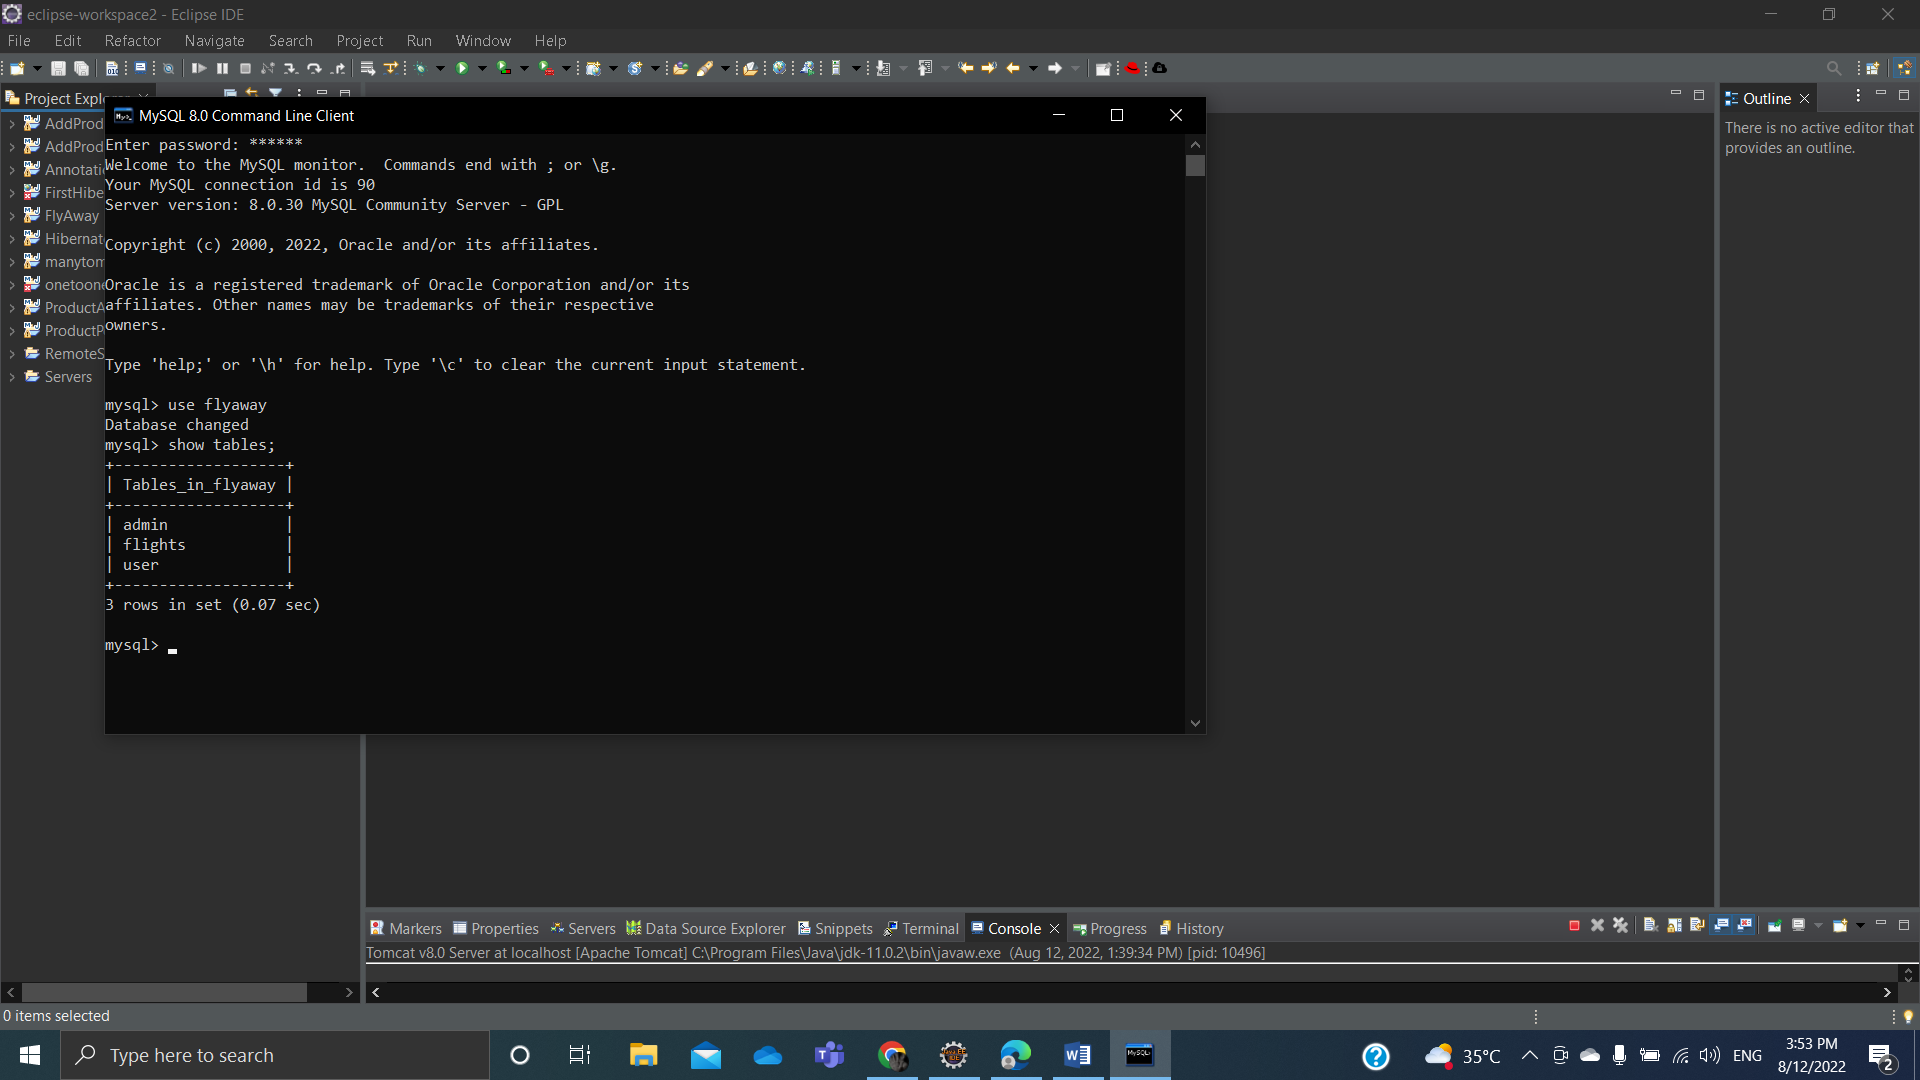 eclipse-workspace2 - Eclipse IDE
File Edit Refactor Navigate Search Project Run Window Help
Project
AddProd
AddProd
Annotati
FirstHibe
FlyAway
Hibernat
manytom
onetoone
ProductA
ProductP
RemoteS
Servers
MySQL 8.0 Command Line Client
Enter password: ******
Welcome to the MySQL monitor.  Commands end with ; or \g.
Your MySQL connection id is 90
Server version: 8.0.30 MySQL Community Server - GPL
Copyright (c) 2000, 2022, Oracle and/or its affiliates.
Oracle is a registered trademark of Oracle Corporation and/or its
affiliates. Other names may be trademarks of their respective
owners.
Type 'help;' or '\h' for help. Type '\c' to clear the current input statement.
mysql> use flyaway
Database changed
mysql> show tables;
+-------------------+
| Tables_in_flyaway |
+-------------------+
| admin             |
| flights           |
| user              |
+-------------------+
3 rows in set (0.07 sec)
mysql>
Outline
There is no active editor that
provides an outline.
Markers Properties Servers Data Source Explorer Snippets Terminal Console Progress History
Tomcat v8.0 Server at localhost [Apache Tomcat] C:\Program Files\Java\jdk-11.0.2\bin\javaw.exe  (Aug 12, 2022, 1:39:34 PM) [pid: 10496]
0 items selected
Type here to search
35°C
ENG
3:53 PM
8/12/2022
2